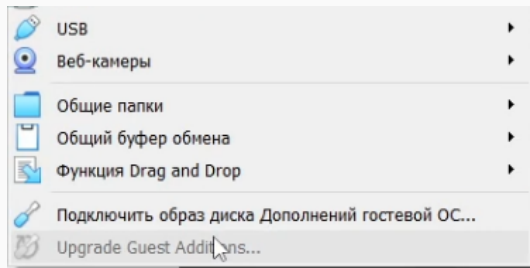 USB
Веб-камеры
Общие папки
Общий буфер обмена
Функция Drag and Drop
Подключить образ диска Дополнений гостевой ОС...
Upgrade Guest Additions...